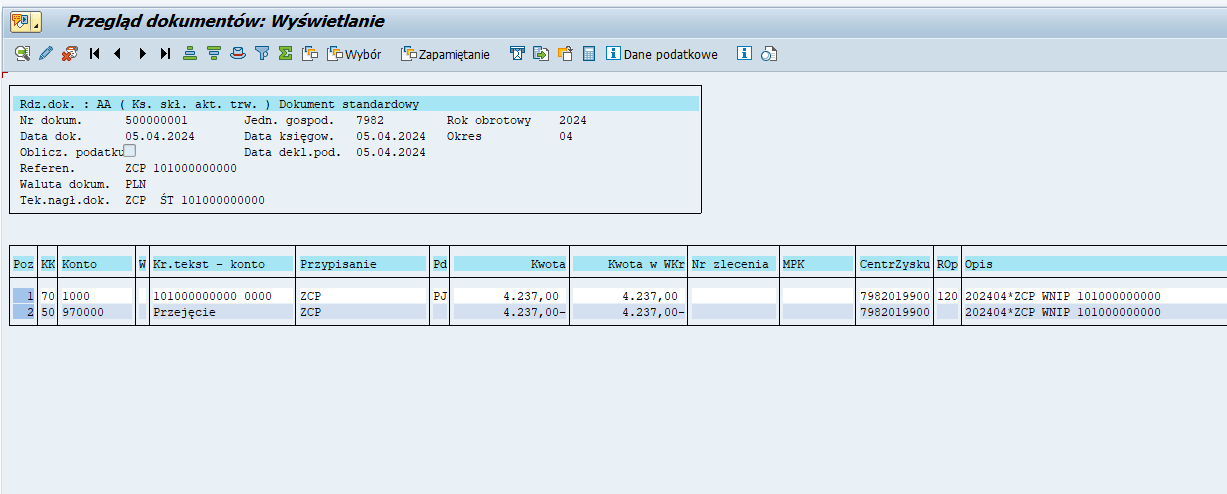 Przegląd dokumentów: Wyświetlanie
Wybór Zapamiętanie Dane podatkowe
Rdz.dok. : AA ( Ks. skł. akt. trw. ) Dokument standardowy
Nr dokum. 500000001 Jedn. gospod. 7982 Rok obrotowy 2024
Data dok. 05.04.2024 Data księgow. 05.04.2024 Okres 04
Oblicz. podatku Data dekl.pod. 05.04.2024
Referen. ZCP 101000000000
Waluta dokum. PLN
Tek.nagł.dok. ZCP ŚT 101000000000
Poz KK Konto W Kr.tekst - konto Przypisanie Pd Kwota Kwota w WKr Nr zlecenia MPK CentrZysku ROp Opis
1 70 1000 101000000000 0000 ZCP PJ 4.237,00 4.237,00 7982019900 120 202404*ZCP WNIP 101000000000
2 50 970000 Przejęcie ZCP 4.237,00- 4.237,00- 7982019900 202404*ZCP WNIP 101000000000